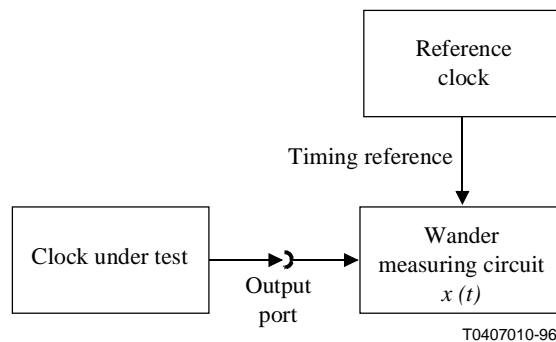 Reference
clock
Timing reference
Clock under test
Output
port
Wander
measuring circuit
x (t)
T0407010-96